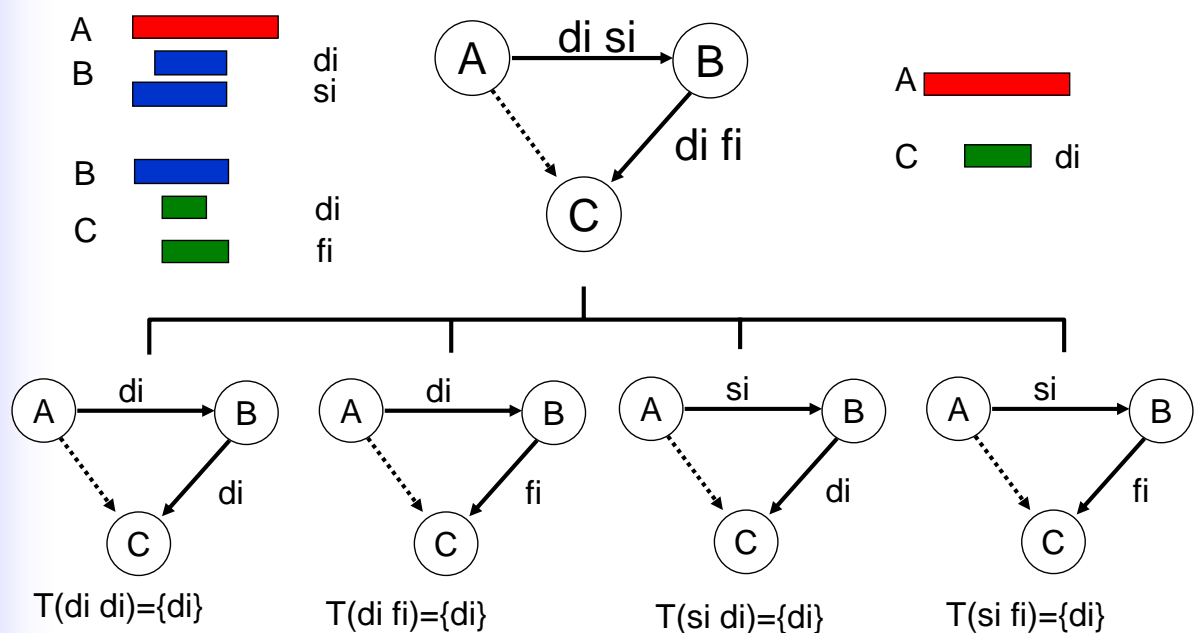 A
B
di
si
B
C
di
fi
A
di si
B
di fi
C
A
C
di
A
di
B
di
C
T(di di)={di}
A
di
B
fi
C
T(di fi)={di}
A
si
B
di
C
T(si di)={di}
A
si
B
fi
C
T(si fi)={di}